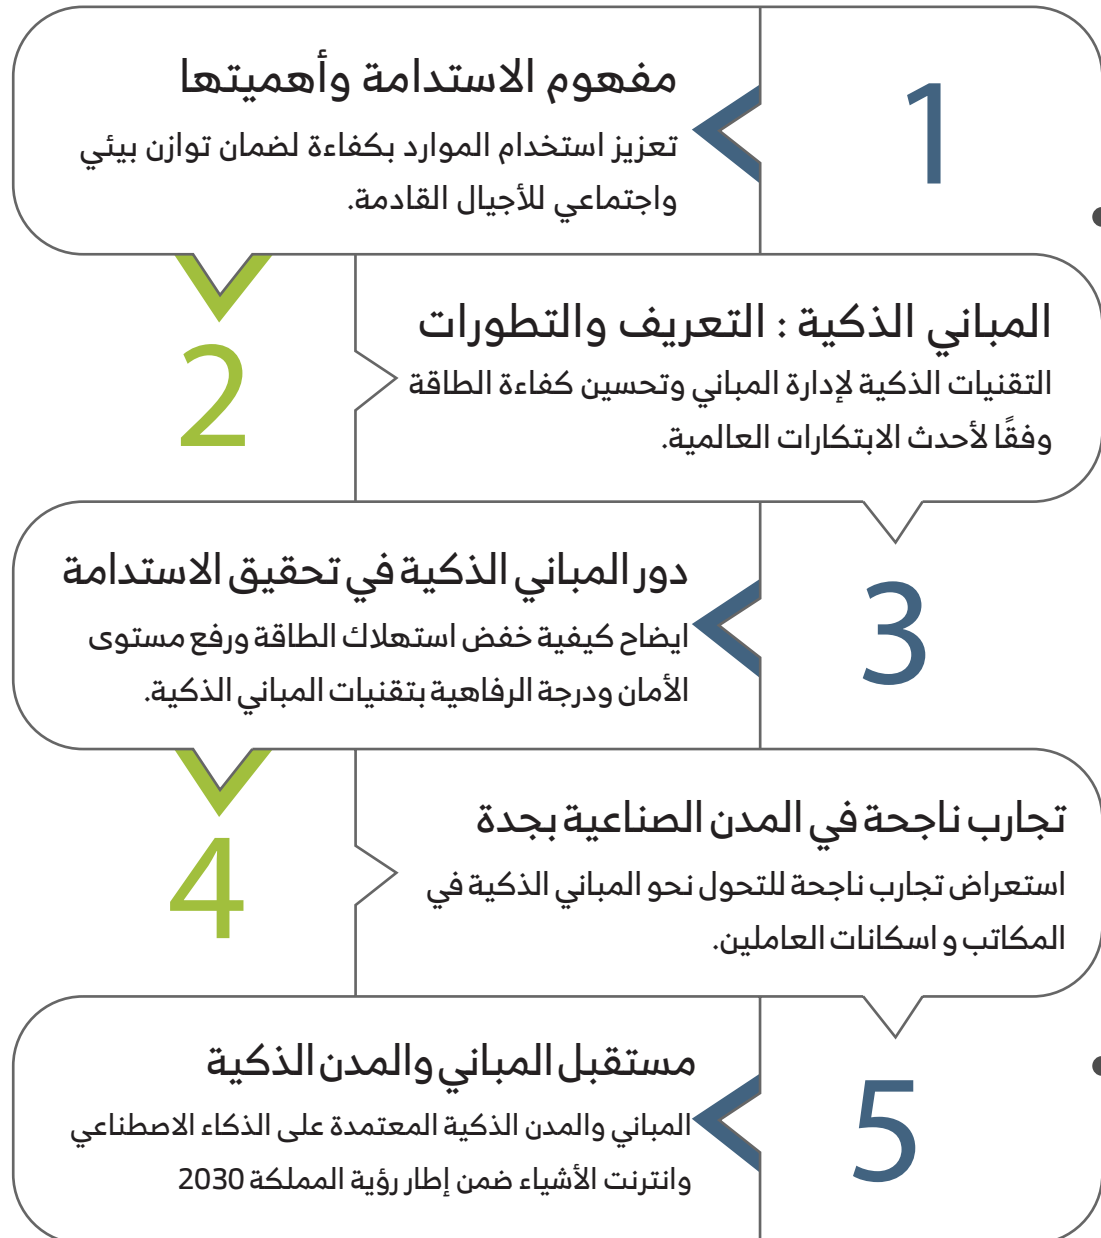 1
مفهوم الاستدامة وأهميتها
تعزيز استخدام الموارد بكفاءة لضمان توازن بيئي
واجتماعي للأجيال القادمة.
2
المباني الذكية : التعريف والتطورات
التقنيات الذكية لإدارة المباني وتحسين كفاءة الطاقة
وفقًا لأحدث الابتكارات العالمية.
3
دور المباني الذكية في تحقيق الاستدامة
ايضاح كيفية خفض استهلاك الطاقة ورفع مستوى
الأمان ودرجة الرفاهية بتقنيات المباني الذكية.
4
تجارب ناجحة في المدن الصناعية بجدة
استعراض تجارب ناجحة للتحول نحو المباني الذكية في
المكاتب و اسكانات العاملين.
5
مستقبل المباني والمدن الذكية
المباني والمدن الذكية المعتمدة على الذكاء الاصطناعي
وانترنت الأشياء ضمن إطار رؤية المملكة 2030